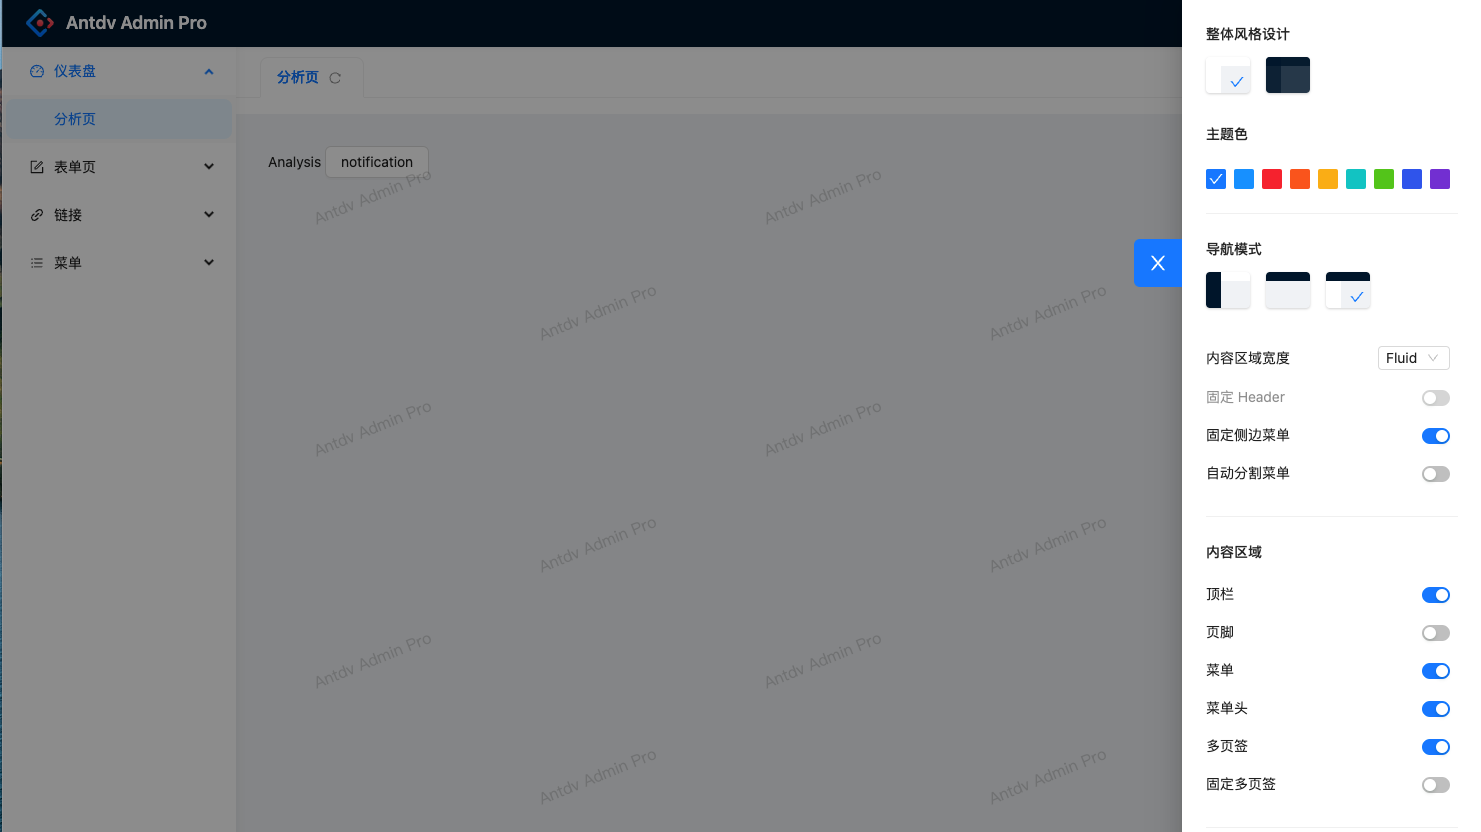 Antdv Admin Pro
仪表盘
分析页
表单页
链接
菜单
分析页
Analysis notification
Antdv Admin Pro
Antdv Admin Pro
Antdv Admin Pro
Antdv Admin Pro
Antdv Admin Pro
Antdv Admin Pro
Antdv Admin Pro
Antdv Admin Pro
Antdv Admin Pro
Antdv Admin Pro
Antdv Admin Pro
Antdv Admin Pro
整体风格设计
主题色
导航模式
内容区域宽度 Fluid
固定 Header
固定侧边菜单
自动分割菜单
内容区域
顶栏
页脚
菜单
菜单头
多页签
固定多页签